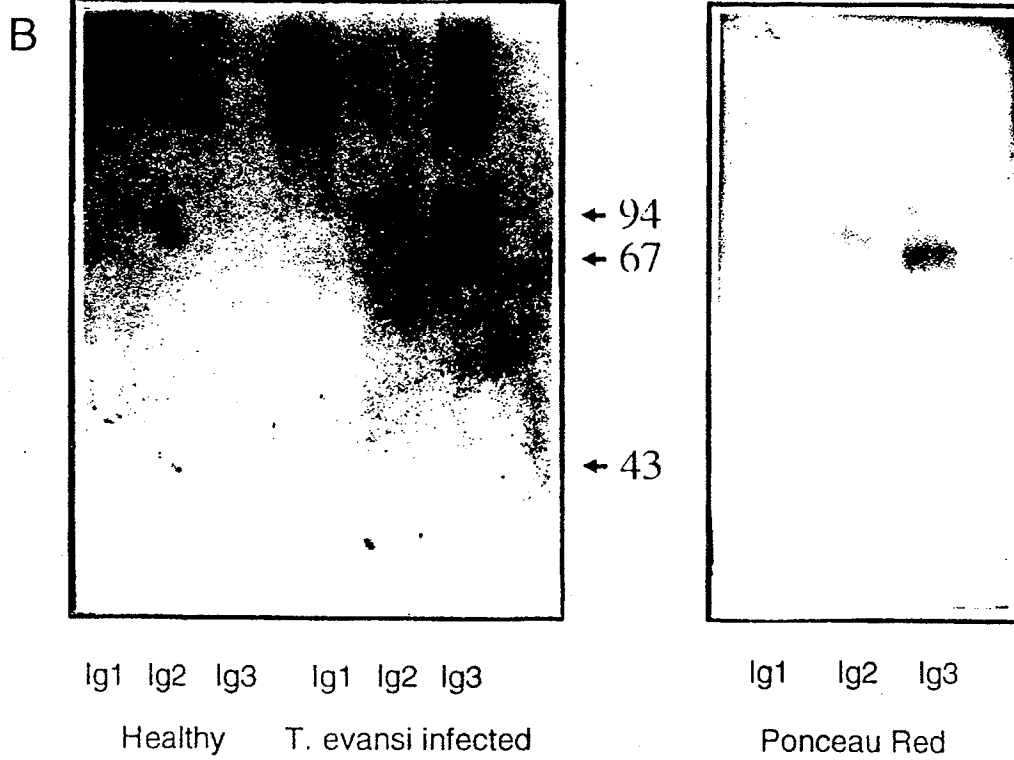 B
← 94
← 67
← 43
Ig1 Ig2 Ig3 Ig1 Ig2 Ig3 Ig1 Ig2 Ig3
Healthy T. evansi infected Ponceau Red